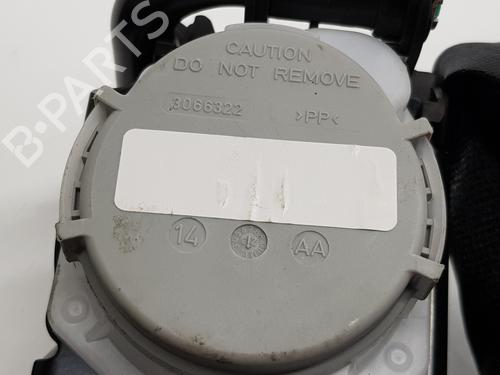 CAUTION
DO NOT REMOVE
3066322 >PP<
14 AA
B-PARTS